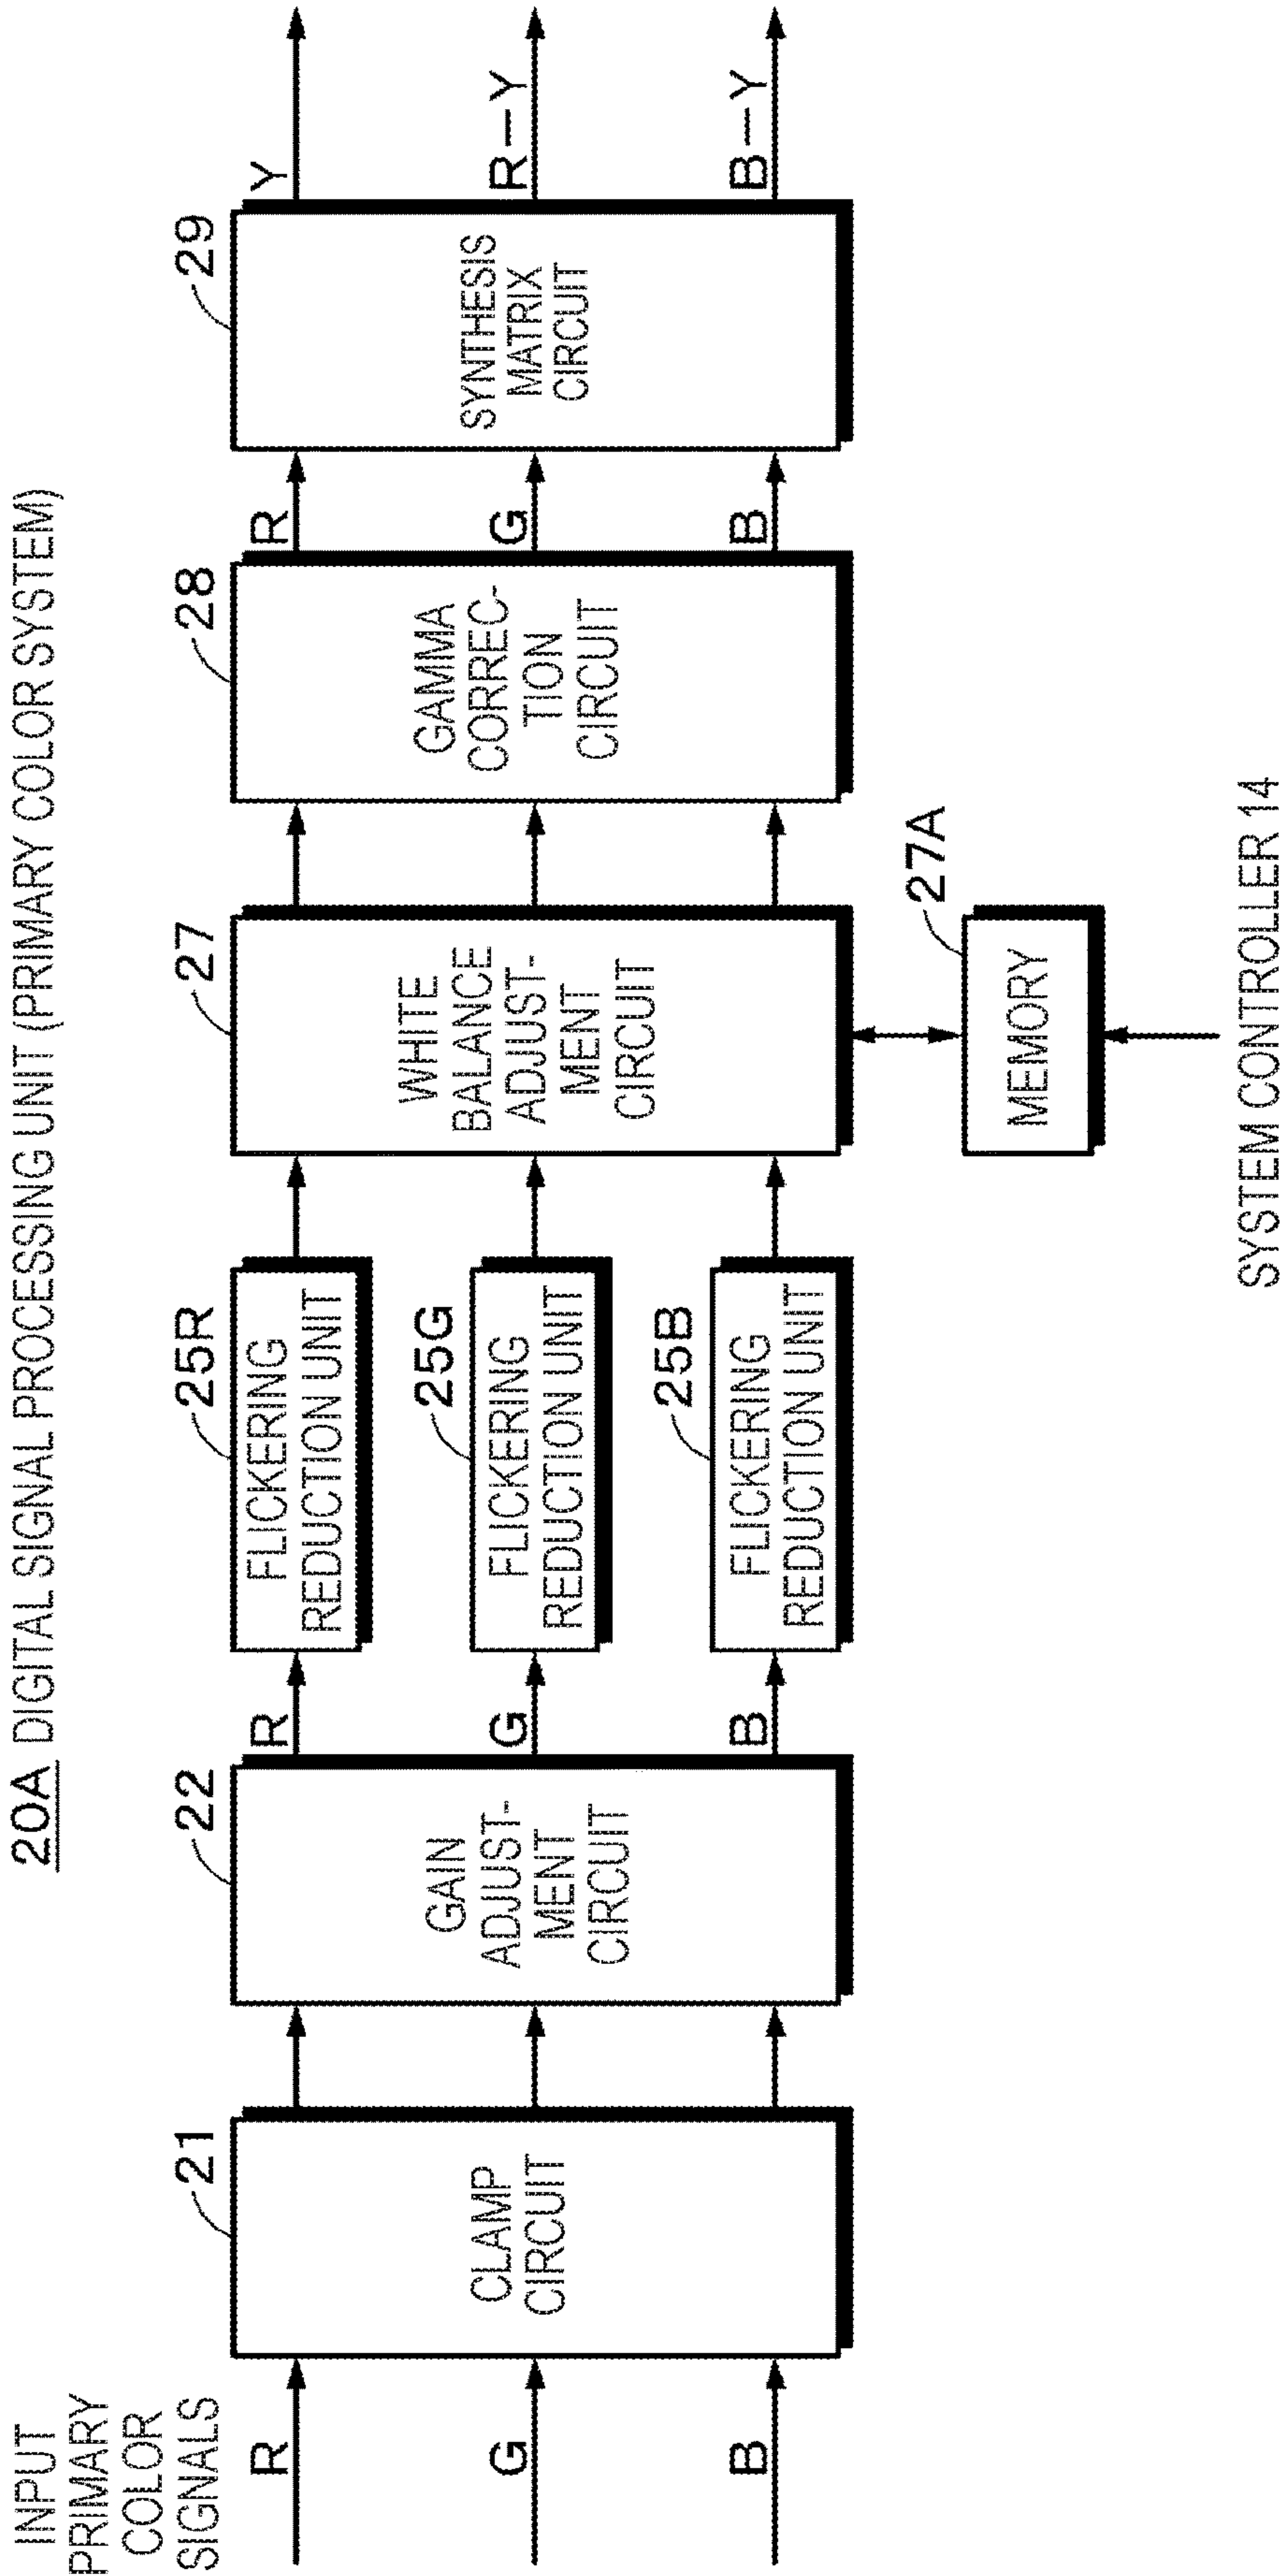 20A DIGITAL SIGNAL PROCESSING UNIT (PRIMARY COLOR SYSTEM)
INPUT
PRIMARY
COLOR
SIGNALS
R
G
B
21
CLAMP
CIRCUIT
22
GAIN
ADJUST-
MENT
CIRCUIT
R
G
B
25R
FLICKERING
REDUCTION UNIT
25G
FLICKERING
REDUCTION UNIT
25B
FLICKERING
REDUCTION UNIT
27
WHITE
BALANCE
ADJUST-
MENT
CIRCUIT
27A
MEMORY
SYSTEM CONTROLLER 14
28
GAMMA
CORREC-
TION
CIRCUIT
R
G
B
29
SYNTHESIS
MATRIX
CIRCUIT
Y
R-Y
B-Y